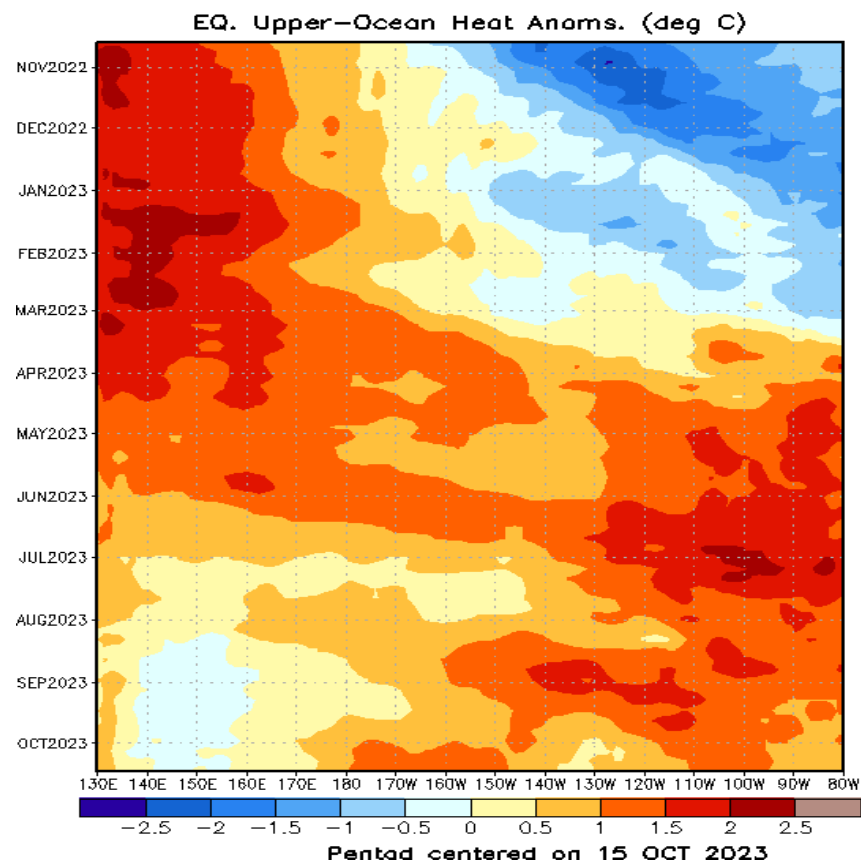 EQ. Upper-Ocean Heat Anoms. (deg C)
NOV2022
DEC2022
JAN2023
FEB2023
MAR2023
APR2023
MAY2023
JUN2023
JUL2023
AUG2023
SEP2023
OCT2023
130E 140E 150E 160E 170E 180 170W 160W 150W 140W 130W 120W 110W 100W 90W 80W
-2.5 -2 -1.5 -1 -0.5 0 0.5 1 1.5 2 2.5
Pentad centered on 15 OCT 2023